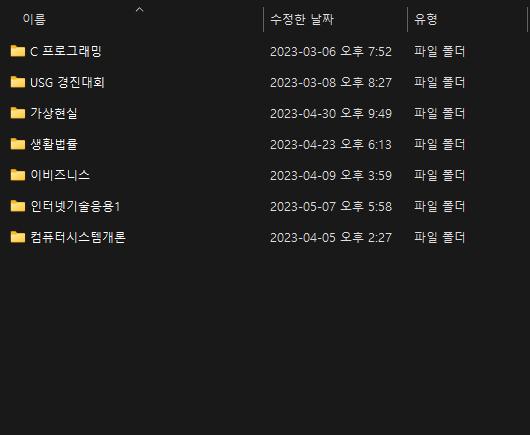 이름 수정한 날짜 유형
C 프로그래밍 2023-03-06 오후 7:52 파일 폴더
USG 경진대회 2023-03-08 오후 8:27 파일 폴더
가상현실 2023-04-30 오후 9:49 파일 폴더
생활법률 2023-04-23 오후 6:13 파일 폴더
이비즈니스 2023-04-09 오후 3:59 파일 폴더
인터넷기술응용1 2023-05-07 오후 5:58 파일 폴더
컴퓨터시스템개론 2023-04-05 오후 2:27 파일 폴더